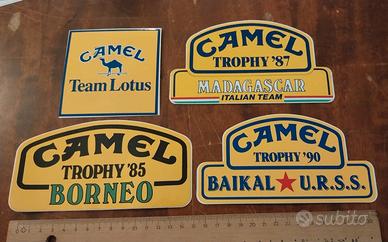 CAMEL
Team Lotus
CAMEL
TROPHY '87
MADAGASCAR
ITALIAN TEAM
CAMEL
TROPHY '85
BORNEO
CAMEL
TROPHY '90
BAIKAL ★ U.R.S.S.
subito